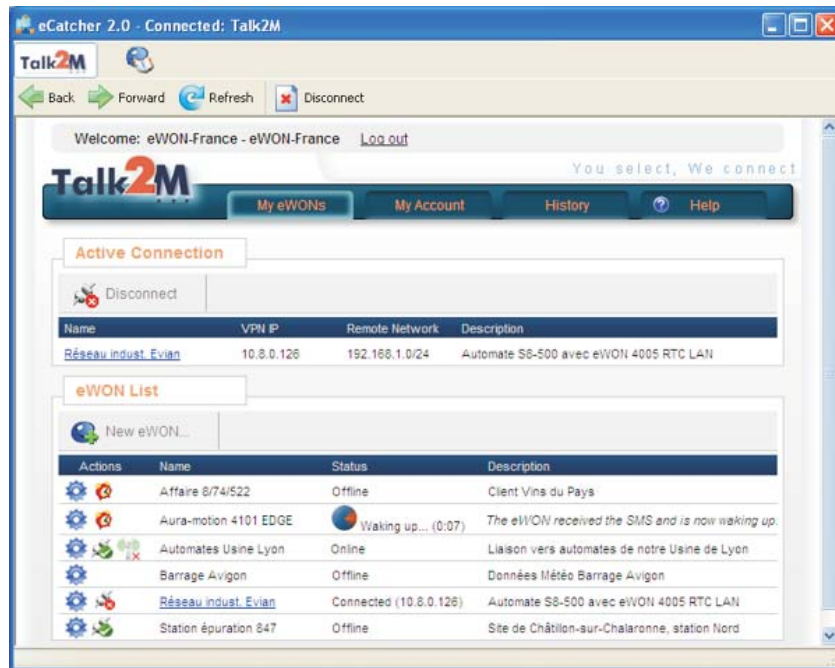 eCatcher 2.0 - Connected: Talk2M
Talk2M
Back Forward Refresh Disconnect
Welcome: eWON-France - eWON-France Log out
You select, We connect
Talk2M
My eWONs My Account History Help
Active Connection
Disconnect
Name VPN IP Remote Network Description
Réseau indust. Evian 10.8.0.126 192.168.1.0/24 Automate S8-500 avec eWON 4005 RTC LAN
eWON List
New eWON...
Actions Name Status Description
Affaire 8/74/522 Offline Client Vins du Pays
Aura-motion 4101 EDGE Waking up... (0:07) The eWON received the SMS and is now waking up.
Automates Usine Lyon Online Liaison vers automates de notre Usine de Lyon
Barrage Avigon Offline Données Météo Barrage Avigon
Réseau indust. Evian Connected (10.8.0.126) Automate S8-500 avec eWON 4005 RTC LAN
Station épuration 847 Offline Site de Châtillon-sur-Chalaronne, station Nord